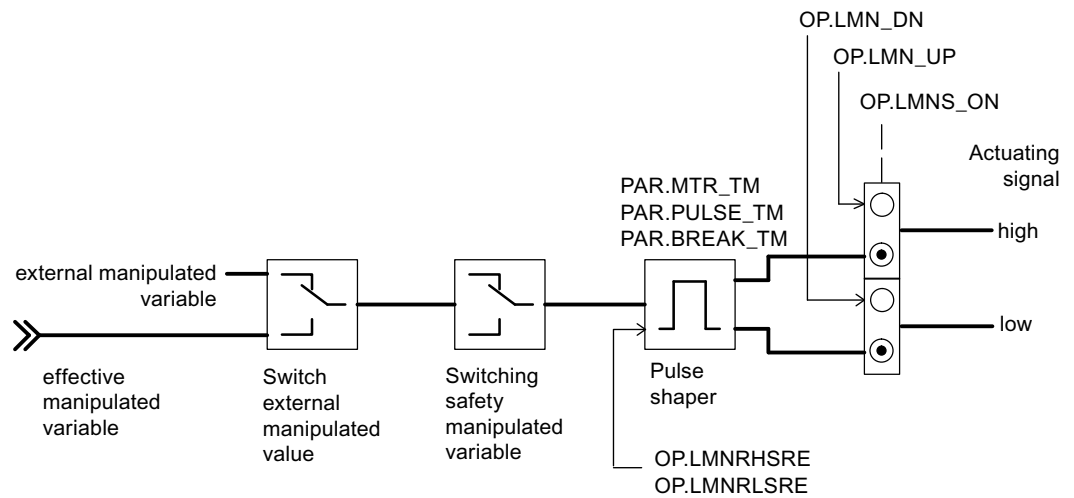 OP.LMN_DN
OP.LMN_UP
OP.LMNS_ON
Actuating
signal
PAR.MTR_TM
PAR.PULSE_TM
PAR.BREAK_TM
high
external manipulated
variable
low
effective
manipulated
variable
Switch
external
manipulated
value
Switching
safety
manipulated
variable
Pulse
shaper
OP.LMNRHSRE
OP.LMNRLSRE